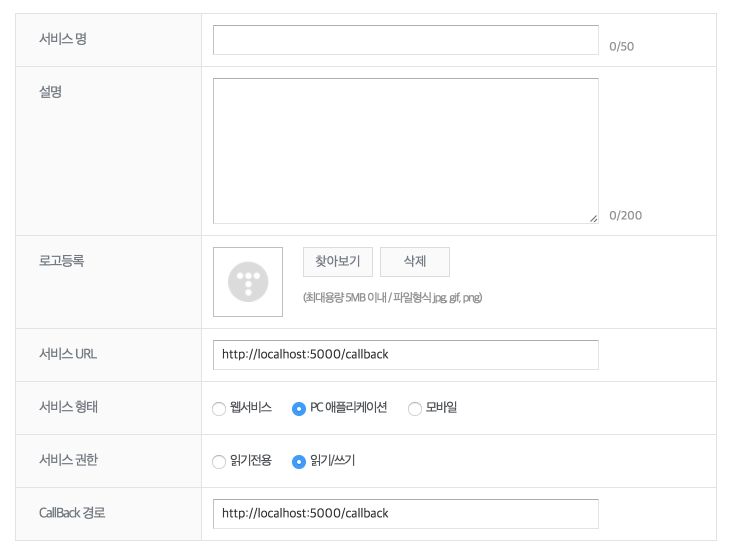 서비스 명
0/50
설명
0/200
로고등록
찾아보기 삭제
(최대용량 5MB 이내 / 파일형식 jpg, gif, png)
서비스 URL http://localhost:5000/callback
서비스 형태 웹서비스 PC 애플리케이션 모바일
서비스 권한 읽기전용 읽기/쓰기
CallBack 경로 http://localhost:5000/callback